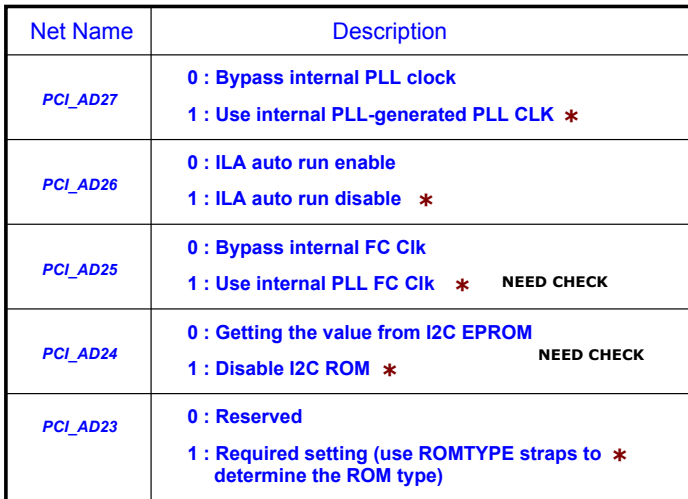 Net Name Description
PCI_AD27
0 : Bypass internal PLL clock
1 : Use internal PLL-generated PLL CLK *
PCI_AD26
0 : ILA auto run enable
1 : ILA auto run disable *
PCI_AD25
0 : Bypass internal FC Clk
1 : Use internal PLL FC Clk * NEED CHECK
PCI_AD24
0 : Getting the value from I2C EPROM
1 : Disable I2C ROM * NEED CHECK
PCI_AD23
0 : Reserved
1 : Required setting (use ROMTYPE straps to *
determine the ROM type)